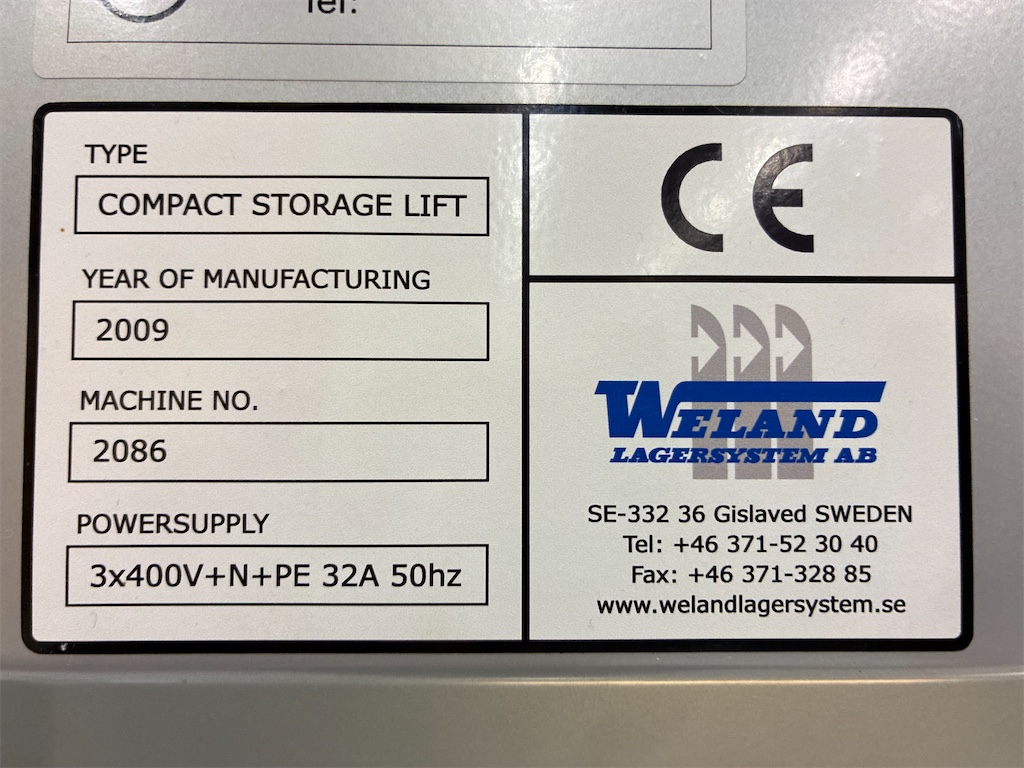 Tel:
TYPE
COMPACT STORAGE LIFT
YEAR OF MANUFACTURING
2009
MACHINE NO.
2086
POWERSUPPLY
3x400V+N+PE 32A 50hz
CE
WELAND
LAGERSYSTEM AB
SE-332 36 Gislaved SWEDEN
Tel: +46 371-52 30 40
Fax: +46 371-328 85
www.welandlagersystem.se